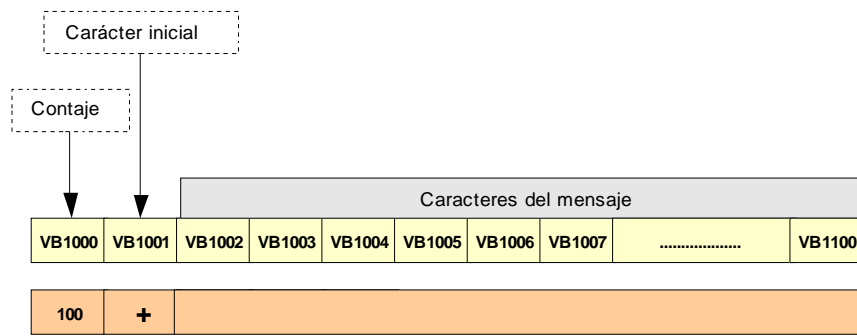 Carácter inicial
Contaje
Caracteres del mensaje
VB1000 VB1001 VB1002 VB1003 VB1004 VB1005 VB1006 VB1007 ................... VB1100
100 +